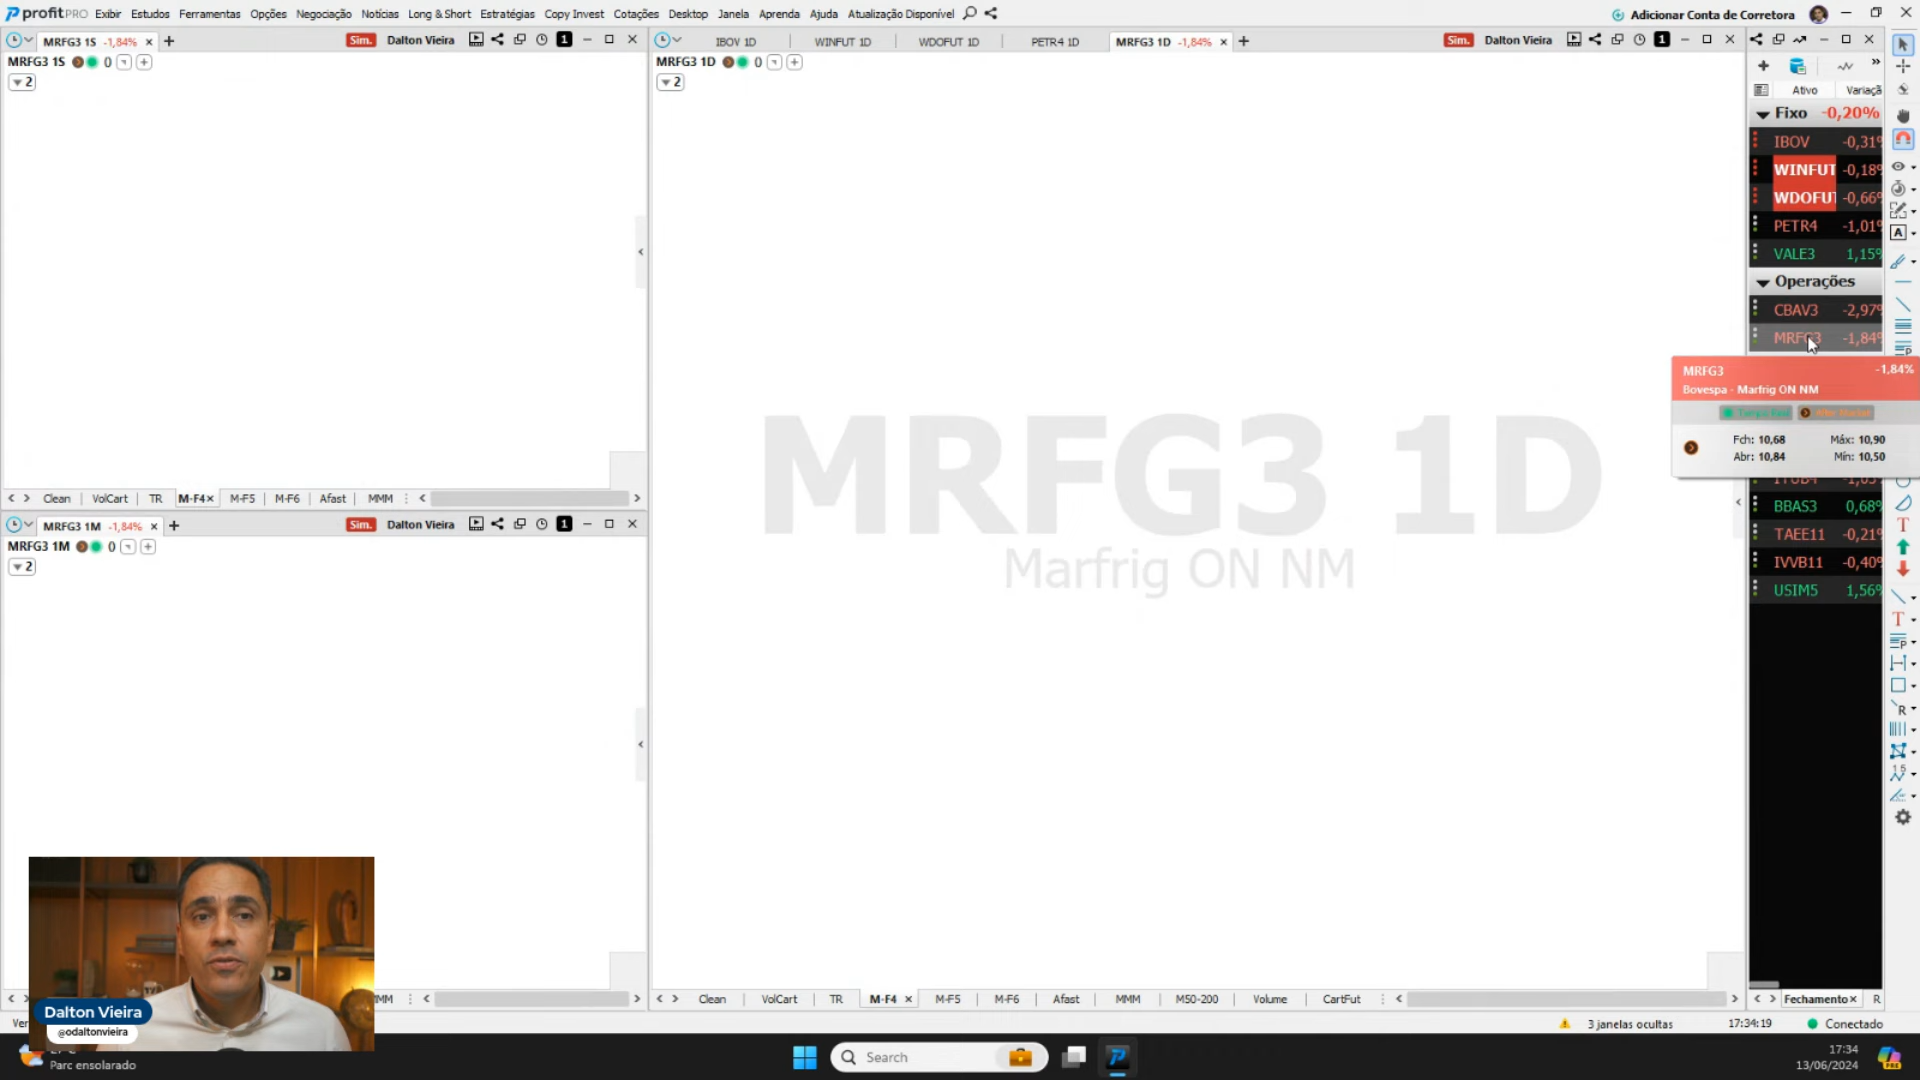 profitPRO Exibir Estudos Ferramentas Opções Negociação Notícias Long & Short Estratégias Copy Invest Cotações Desktop Janela Aprenda Ajuda Atualização Disponível Adicionar Conta de Corretora
MRFG3 1S -1,84% × + Sim. Dalton Vieira 1
MRFG3 1S 0
2
Clean VolCart TR M-F4× M-F5 M-F6 Afast MMM
MRFG3 1M -1,84% × + Sim. Dalton Vieira 1
MRFG3 1M 0
2
IBOV 1D WINFUT 1D WDOFUT 1D PETR4 1D MRFG3 1D -1,84% × + Sim. Dalton Vieira 1
MRFG3 1D 0
2
MRFG3 1D
Marfrig ON NM
Clean VolCart TR M-F4 × M-F5 M-F6 Afast MMM M50-200 Volume CartFut
Ativo Variaçã
Fixo -0,20%
IBOV -0,31%
WINFUT -0,18%
WDOFUT -0,66%
PETR4 -1,01%
VALE3 1,15%
Operações
CBAV3 -2,97%
MRFG3 -1,84%
MRFG3 -1,84%
Bovespa - Marfrig ON NM
Fch: 10,68 Máx: 10,90
Abr: 10,84 Mín: 10,50
BBAS3 0,68%
TAEE11 -0,21%
IVVB11 -0,40%
USIM5 1,56%
Fechamento× R
Dalton Vieira
@odaltonvieira
3 janelas ocultas 17:34:19 Conectado
Parc ensolarado
Search
17:34
13/06/2024